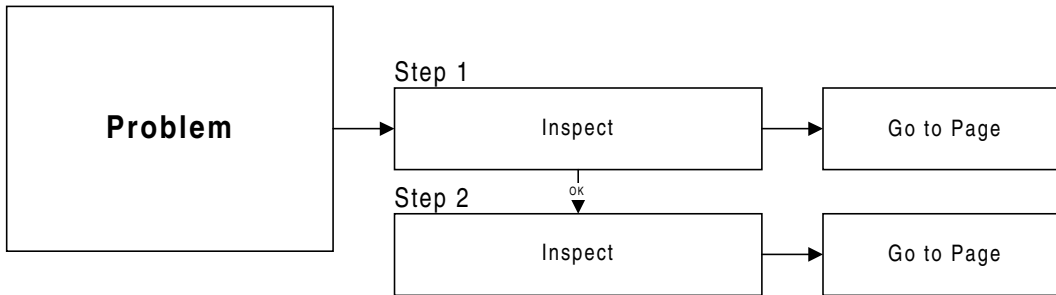 Problem
Step 1
Inspect
Go to Page
OK
Step 2
Inspect
Go to Page